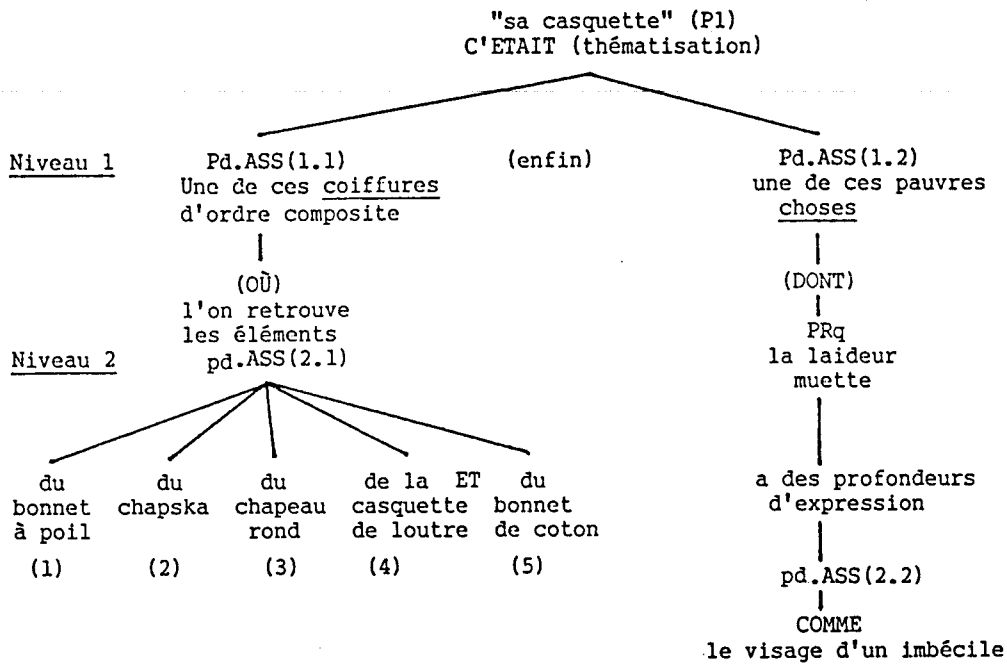 "sa casquette" (P1)
C'ETAIT (thématisation)
Niveau 1
Pd.ASS(1.1)
Une de ces coiffures
d'ordre composite
(enfin)
Pd.ASS(1.2)
une de ces pauvres
choses
(OÙ)
l'on retrouve
les éléments
Niveau 2
pd.ASS(2.1)
(DONT)
PRq
la laideur
muette
du
bonnet
à poil
(1)
du
chapska
(2)
du
chapeau
rond
(3)
de la
casquette
de loutre
(4)
ET
du
bonnet
de coton
(5)
a des profondeurs
d'expression
pd.ASS(2.2)
COMME
le visage d'un imbécile